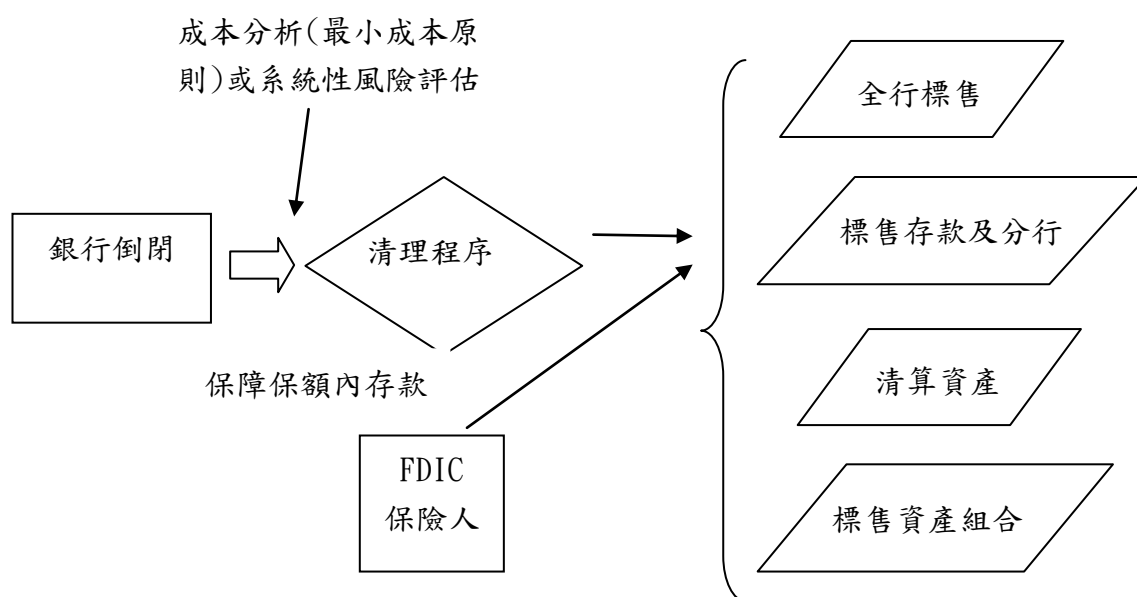 成本分析(最小成本原
則)或系統性風險評估
全行標售
標售存款及分行
銀行倒閉
清理程序
保障保額內存款
清算資產
FDIC
保險人
標售資產組合